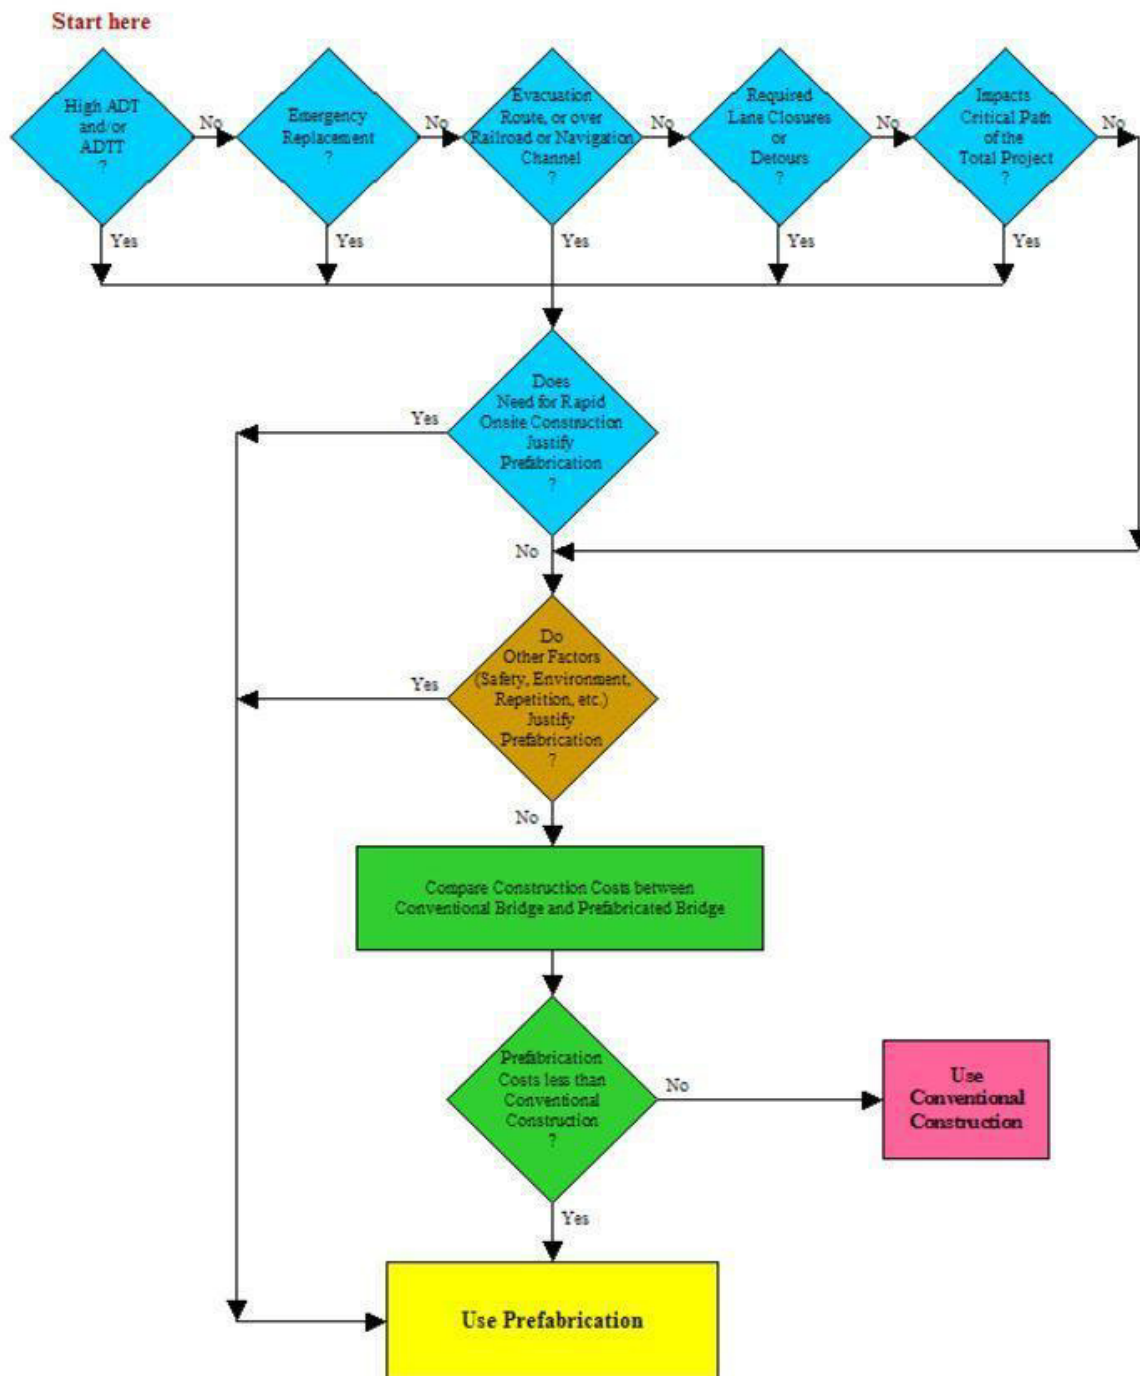 Start here
High ADT
and/or
ADTT
?
No
Yes
Emergency
Replacement
?
No
Yes
Evacuation
Route, or over
Railroad or Navigation
Channel
?
No
Yes
Required
Lane Closures
or
Detours
?
No
Yes
Impacts
Critical Path
of the
Total Project
?
No
Yes
Does
Need for Rapid
Onsite Construction
Justify
Prefabrication
?
Yes
No
Do
Other Factors
(Safety, Environment,
Repetition, etc.)
Justify
Prefabrication
?
Yes
No
Compare Construction Costs between
Conventional Bridge and Prefabricated Bridge
Prefabrication
Costs less than
Conventional
Construction
?
No
Yes
Use
Conventional
Construction
Use Prefabrication